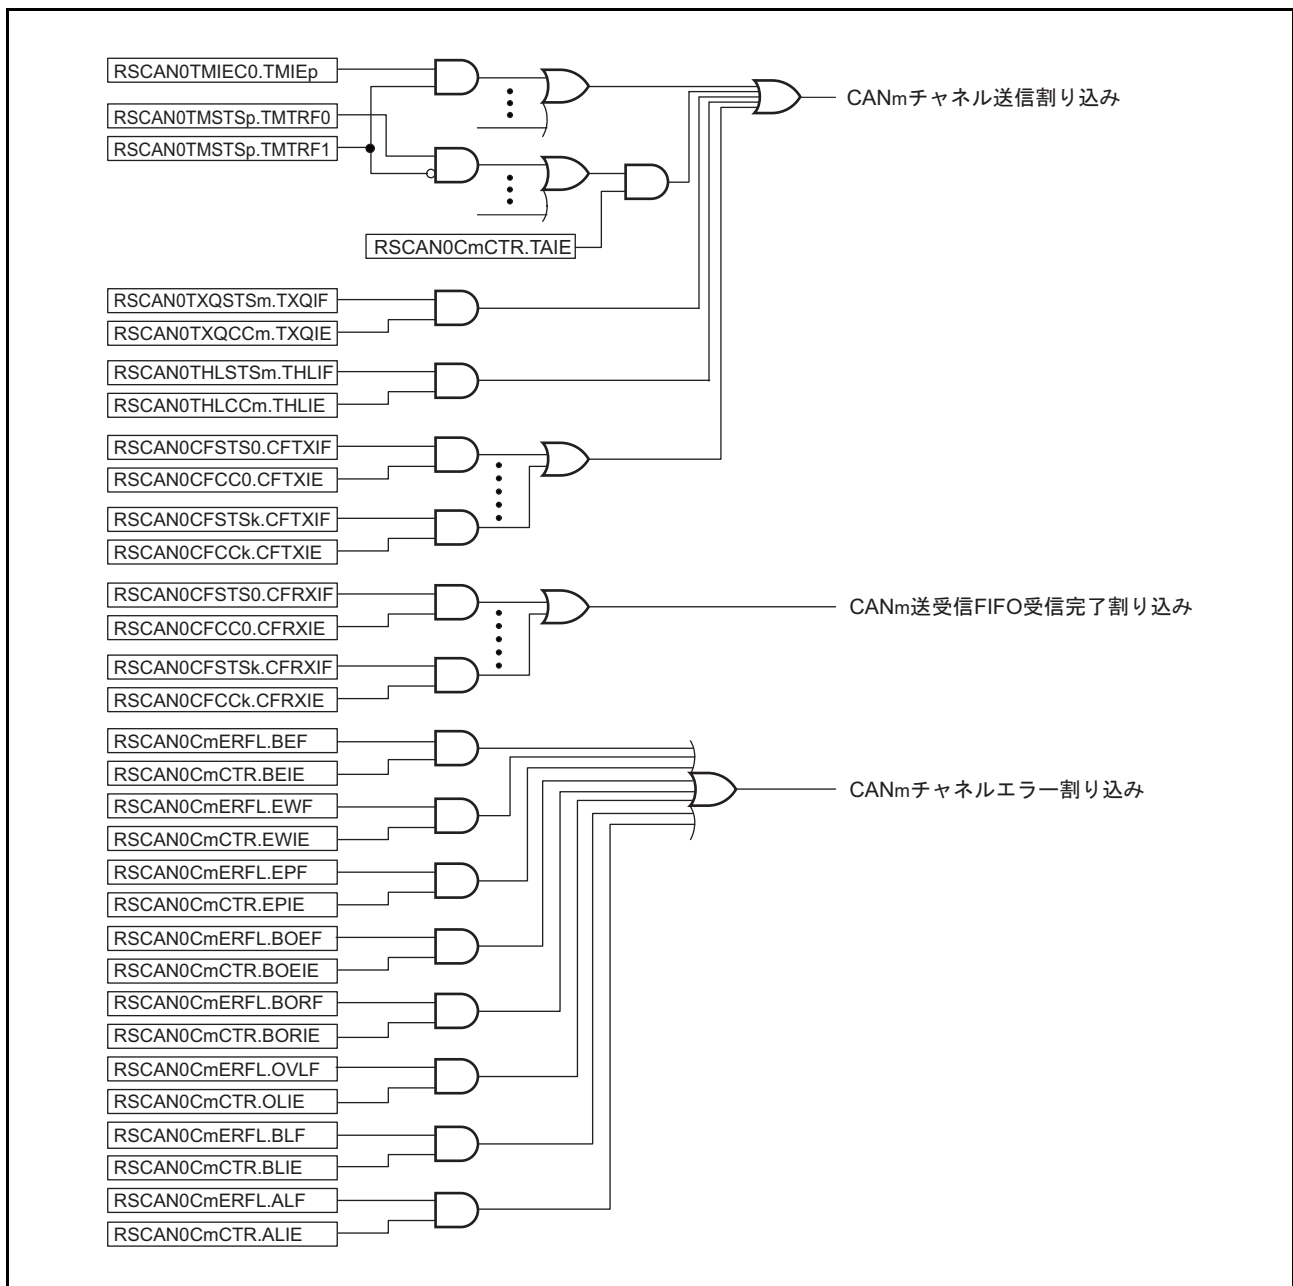 RSCAN0TMIEC0.TMIEp
RSCAN0TMSTSp.TMTRF0
RSCAN0TMSTSp.TMTRF1
CANmチャネル送信割り込み
RSCAN0CmCTR.TAIE
RSCAN0TXQSTSm.TXQIF
RSCAN0TXQCCm.TXQIE
RSCAN0THLSTSm.THLIF
RSCAN0THLCCm.THLIE
RSCAN0CFSTS0.CFTXIF
RSCAN0CFCC0.CFTXIE
RSCAN0CFSTSk.CFTXIF
RSCAN0CFCCk.CFTXIE
RSCAN0CFSTS0.CFRXIF
RSCAN0CFCC0.CFRXIE
CANm送受信FIFO受信完了割り込み
RSCAN0CFSTSk.CFRXIF
RSCAN0CFCCk.CFRXIE
RSCAN0CmERFL.BEF
RSCAN0CmCTR.BEIE
CANmチャネルエラー割り込み
RSCAN0CmERFL.EWF
RSCAN0CmCTR.EWIE
RSCAN0CmERFL.EPF
RSCAN0CmCTR.EPIE
RSCAN0CmERFL.BOEF
RSCAN0CmCTR.BOEIE
RSCAN0CmERFL.BORF
RSCAN0CmCTR.BORIE
RSCAN0CmERFL.OVLF
RSCAN0CmCTR.OLIE
RSCAN0CmERFL.BLF
RSCAN0CmCTR.BLIE
RSCAN0CmERFL.ALF
RSCAN0CmCTR.ALIE